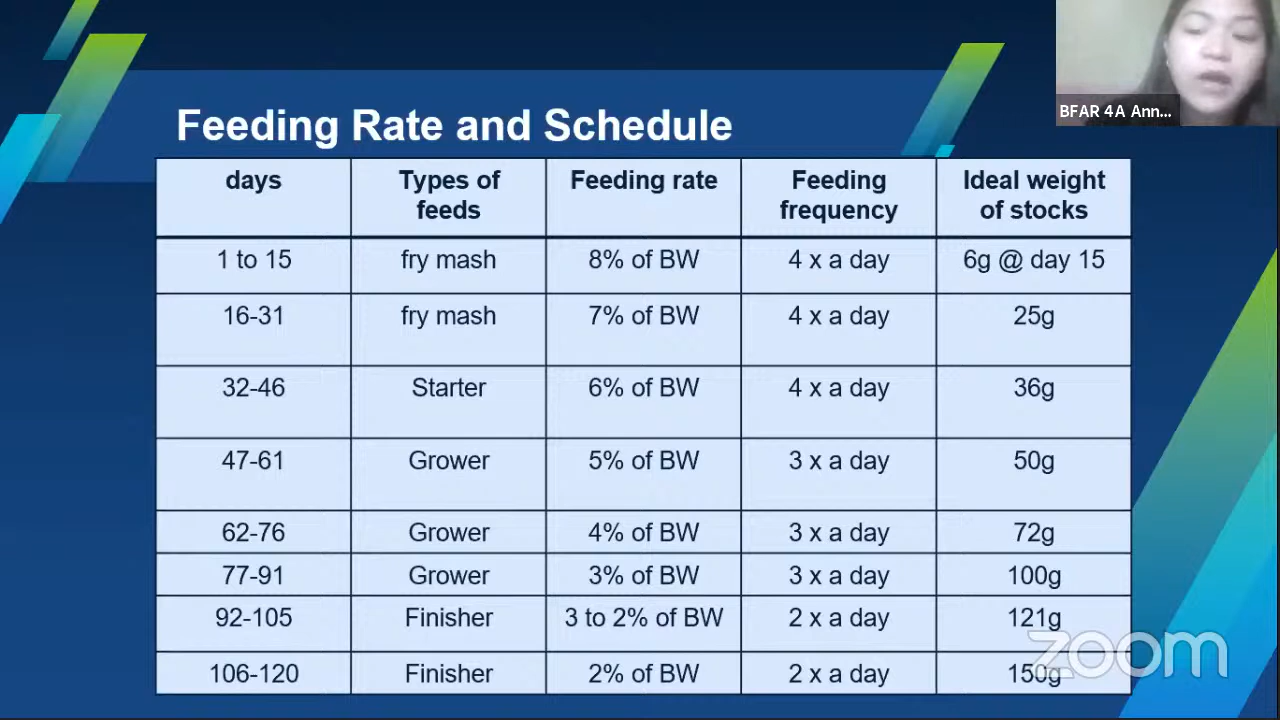 Feeding Rate and Schedule
BFAR 4A Ann...
days Types of feeds Feeding rate Feeding frequency Ideal weight of stocks
1 to 15 fry mash 8% of BW 4 x a day 6g @ day 15
16-31 fry mash 7% of BW 4 x a day 25g
32-46 Starter 6% of BW 4 x a day 36g
47-61 Grower 5% of BW 3 x a day 50g
62-76 Grower 4% of BW 3 x a day 72g
77-91 Grower 3% of BW 3 x a day 100g
92-105 Finisher 3 to 2% of BW 2 x a day 121g
106-120 Finisher 2% of BW 2 x a day 150g
zoom